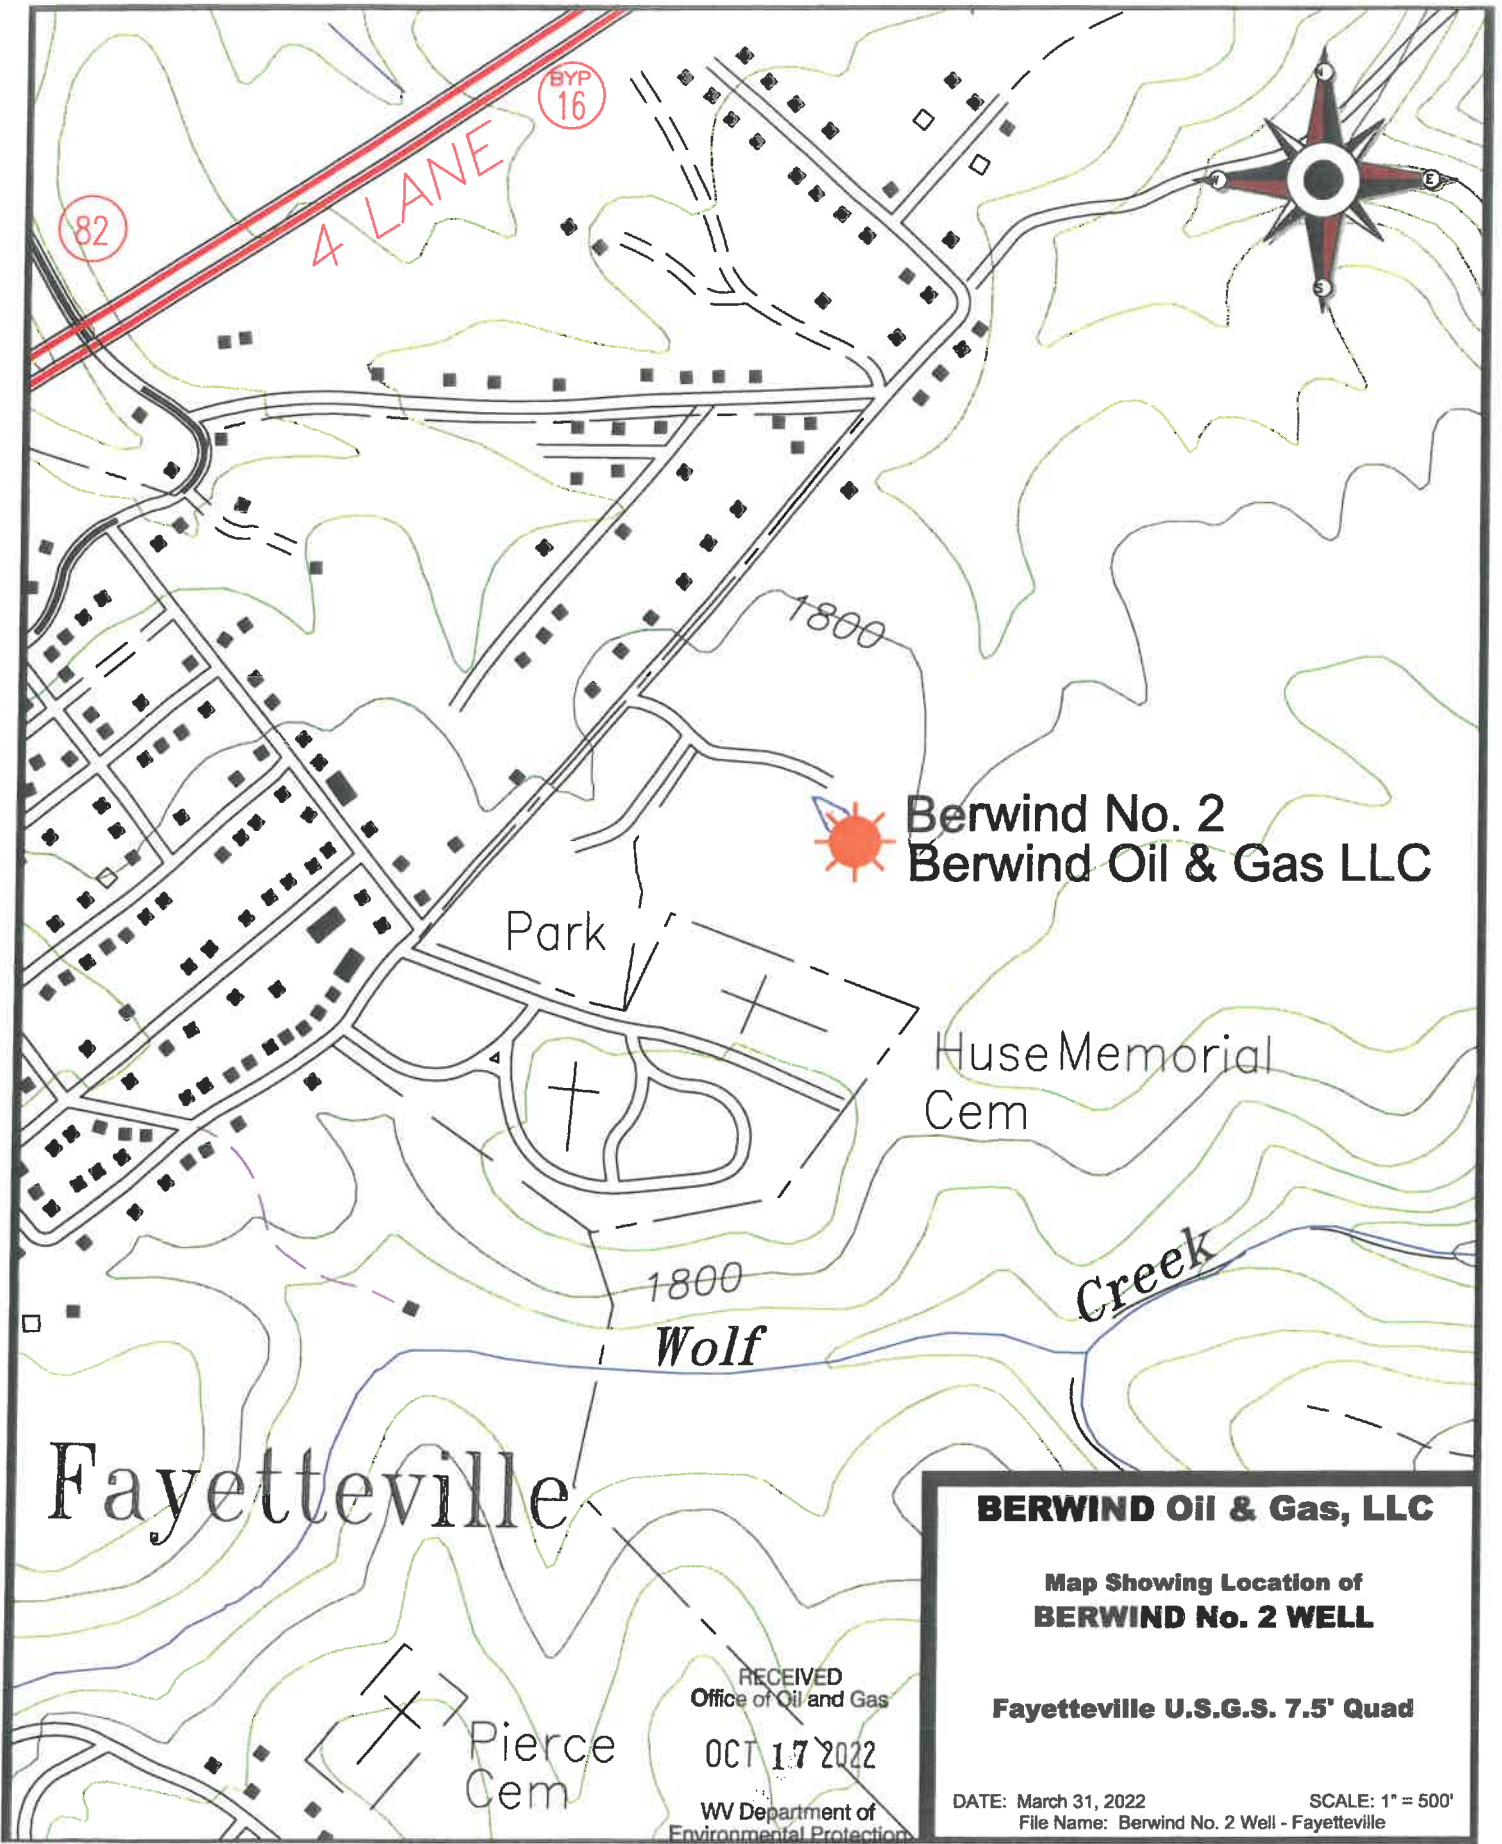 BYP
16
82
4 LANE
N
W
E
S
1800
Berwind No. 2
Berwind Oil & Gas LLC
Park
Huse Memorial
Cem
1800
Wolf
Creek
Fayetteville
Pierce
Cem
RECEIVED
Office of Oil and Gas
OCT 17 2022
WV Department of
Environmental Protection
BERWIND Oil & Gas, LLC
Map Showing Location of
BERWIND No. 2 WELL
Fayetteville U.S.G.S. 7.5' Quad
DATE: March 31, 2022 SCALE: 1" = 500'
File Name: Berwind No. 2 Well - Fayetteville